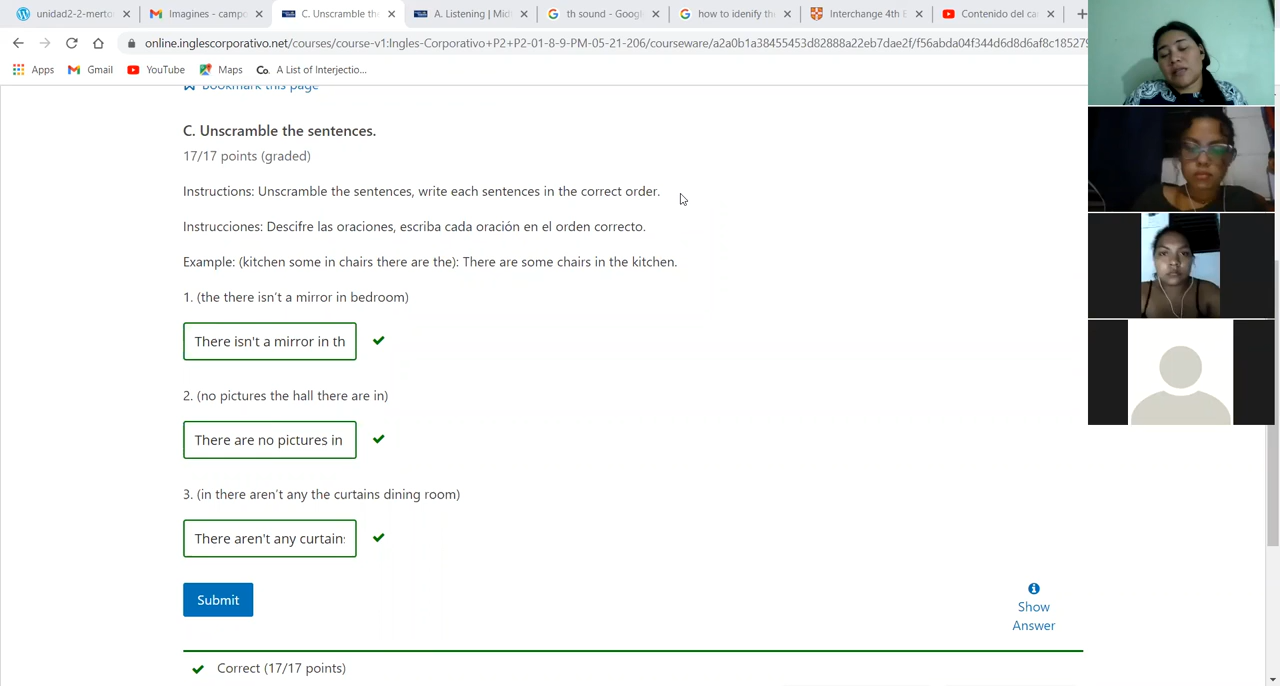 unidad2-2-merto
Imagines - campo
C. Unscramble the
A. Listening | Mid
th sound - Google
how to idenify the
Interchange 4th E
Contenido del ca
online.inglescorporativo.net/courses/course-v1:Ingles-Corporativo+P2+P2-01-8-9-PM-05-21-206/courseware/a2a0b1a38455453d82888a22eb7dae2f/f56abda04f344d6d8d6af8c185279
Apps
Gmail
YouTube
Maps
Co. A List of Interjectio...
Bookmark this page
C. Unscramble the sentences.
17/17 points (graded)
Instructions: Unscramble the sentences, write each sentences in the correct order.
Instrucciones: Descifre las oraciones, escriba cada oración en el orden correcto.
Example: (kitchen some in chairs there are the): There are some chairs in the kitchen.
1. (the there isn't a mirror in bedroom)
There isn't a mirror in th
2. (no pictures the hall there are in)
There are no pictures in
3. (in there aren't any the curtains dining room)
There aren't any curtain
Submit
Show
Answer
Correct (17/17 points)